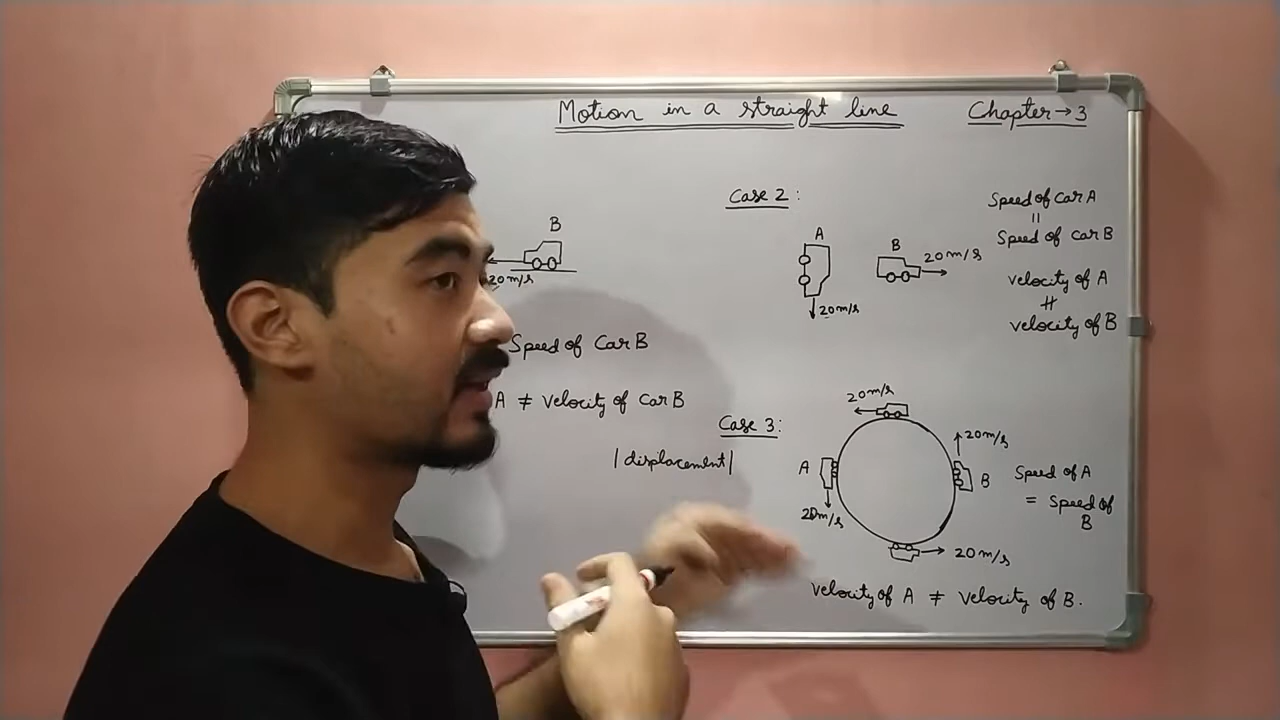 Motion in a straight line
Chapter → 3
B
20 m/s
Speed of Car B
A ≠ Velocity of Car B
|displacement|
Case 2 :
A
20 m/s
B
20 m/s
Speed of Car A
=
Speed of Car B
velocity of A
≠
velocity of B
Case 3 :
20 m/s
A
20 m/s
20 m/s
B
20 m/s
Speed of A
= Speed of
B
Velocity of A ≠ Velocity of B.